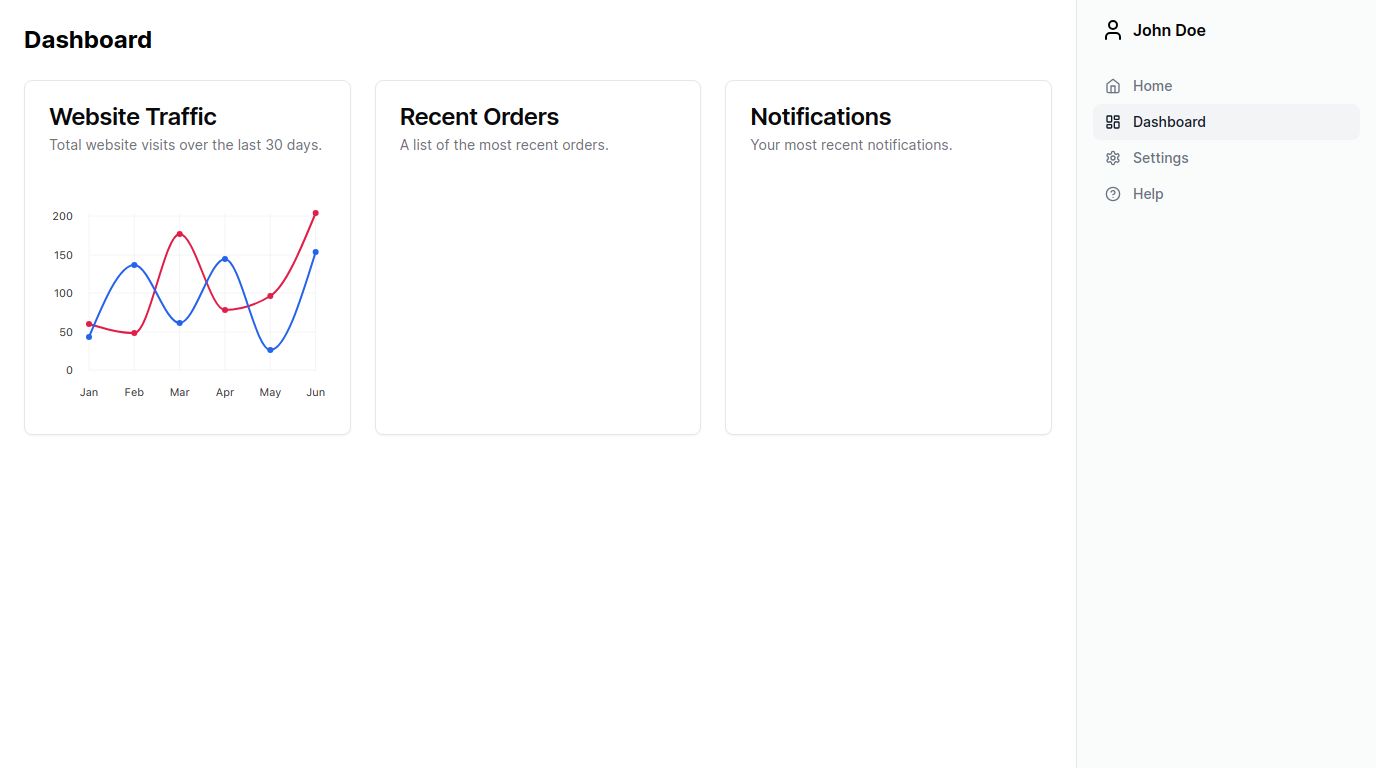 Dashboard
Website Traffic
Total website visits over the last 30 days.
200
150
100
50
0
Jan Feb Mar Apr May Jun
Recent Orders
A list of the most recent orders.
Notifications
Your most recent notifications.
John Doe
Home
Dashboard
Settings
Help